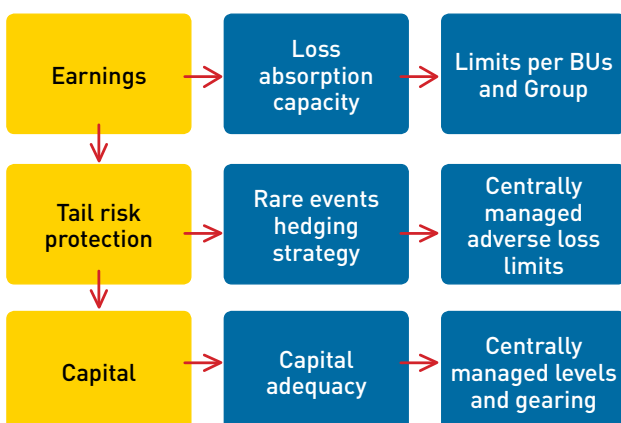 Earnings
Loss
absorption
capacity
Limits per BUs
and Group
Tail risk
protection
Rare events
hedging
strategy
Centrally
managed
adverse loss
limits
Capital
Capital
adequacy
Centrally
managed levels
and gearing